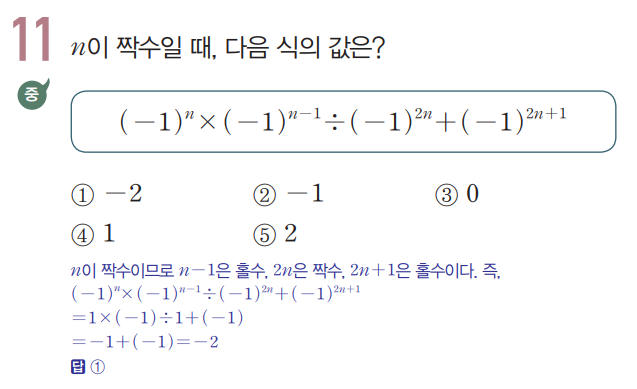 11 n이 짝수일 때, 다음 식의 값은?
중
(-1)ⁿ×(-1)ⁿ⁻¹÷(-1)²ⁿ+(-1)²ⁿ⁺¹
① -2 ② -1 ③ 0
④ 1 ⑤ 2
n이 짝수이므로 n-1은 홀수, 2n은 짝수, 2n+1은 홀수이다. 즉,
(-1)ⁿ×(-1)ⁿ⁻¹÷(-1)²ⁿ+(-1)²ⁿ⁺¹
=1×(-1)÷1+(-1)
=-1+(-1)=-2
답 ①